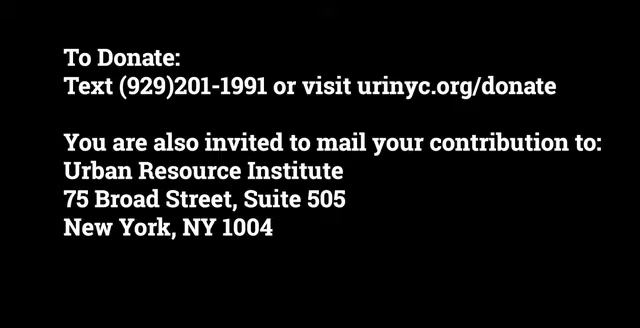 To Donate:
Text (929)201-1991 or visit urinyc.org/donate
You are also invited to mail your contribution to:
Urban Resource Institute
75 Broad Street, Suite 505
New York, NY 1004